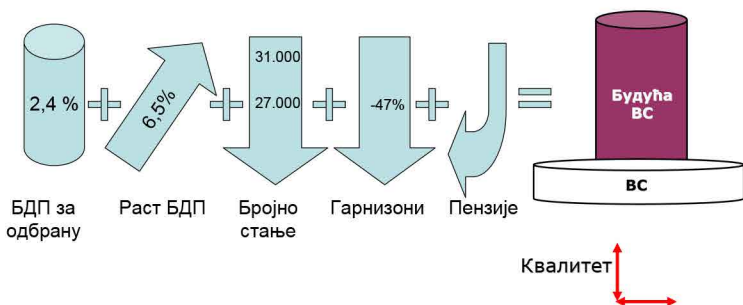 2,4 %
6,5%
31.000
27.000
-47%
Будућа
ВС
ВС
БДП за
одбрану
Раст БДП
Бројно
стање
Гарнизони
Пензије
Квалитет